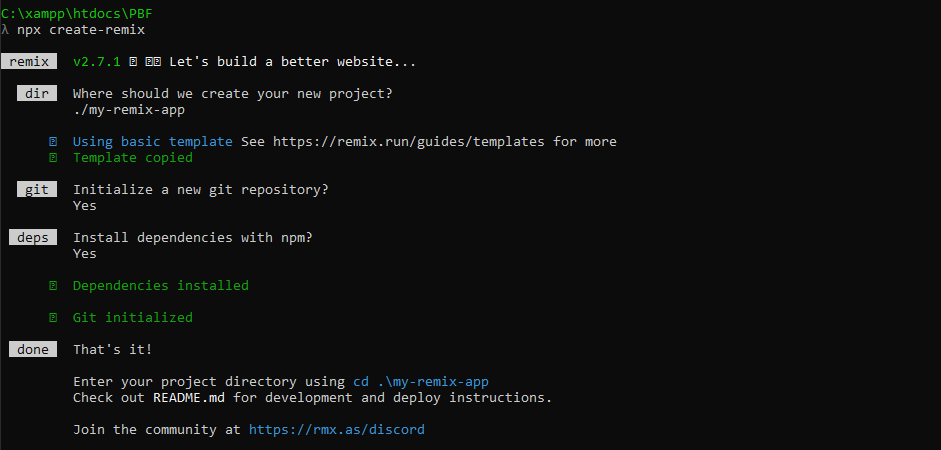 C:\xampp\htdocs\PBF
λ npx create-remix
remix v2.7.1 Let's build a better website...
dir Where should we create your new project?
./my-remix-app
Using basic template See https://remix.run/guides/templates for more
Template copied
git Initialize a new git repository?
Yes
deps Install dependencies with npm?
Yes
Dependencies installed
Git initialized
done That's it!
Enter your project directory using cd .\my-remix-app
Check out README.md for development and deploy instructions.
Join the community at https://rmx.as/discord